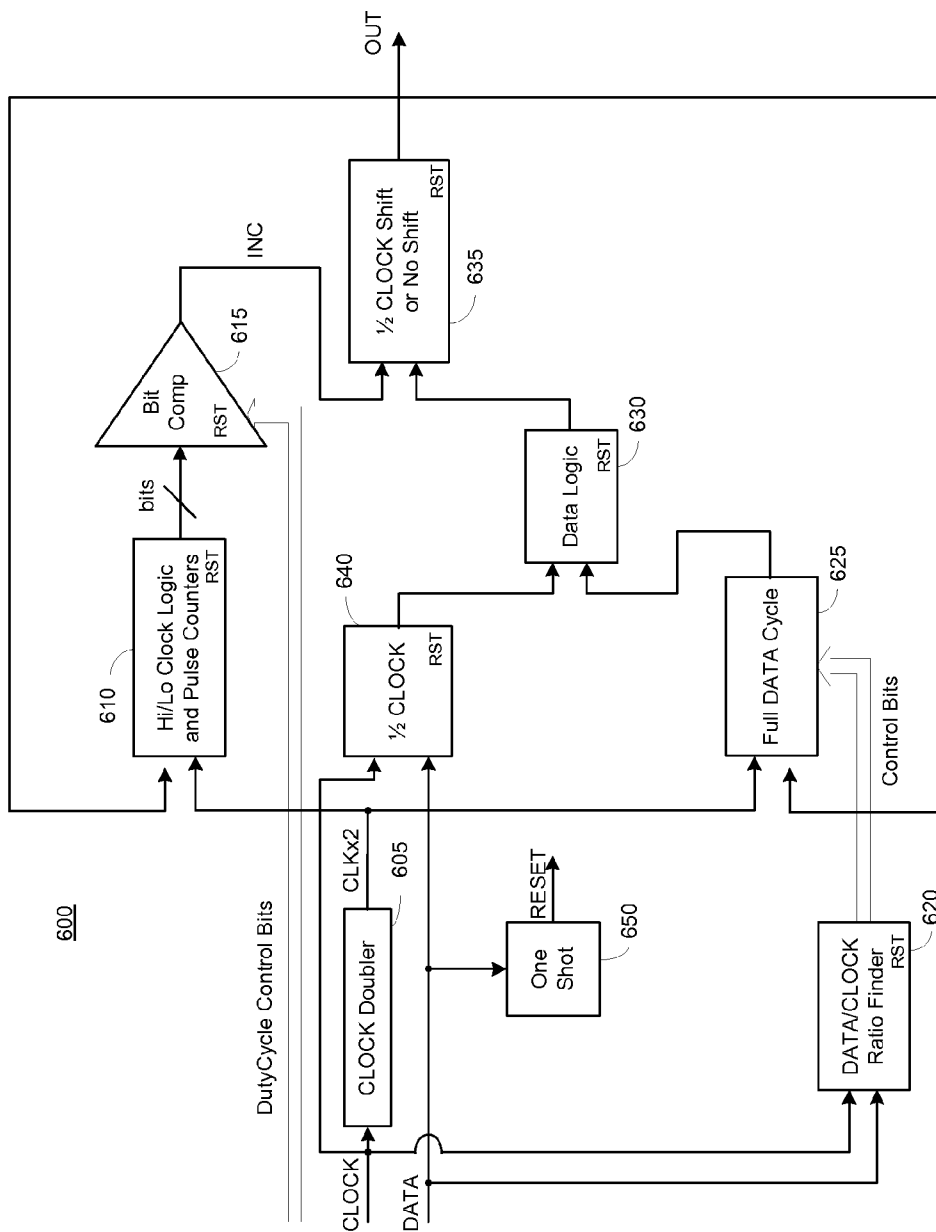 600
DutyCycle Control Bits
CLOCK
DATA
CLOCK Doubler
605
CLKx2
One
Shot
650
RESET
DATA/CLOCK
Ratio Finder
RST
620
Control Bits
610
Hi/Lo Clock Logic
and Pulse Counters
RST
bits
Bit
Comp
RST
615
INC
640
½ CLOCK
RST
Full DATA Cycle
625
Data Logic
RST
630
½ CLOCK Shift
or No Shift
RST
635
OUT